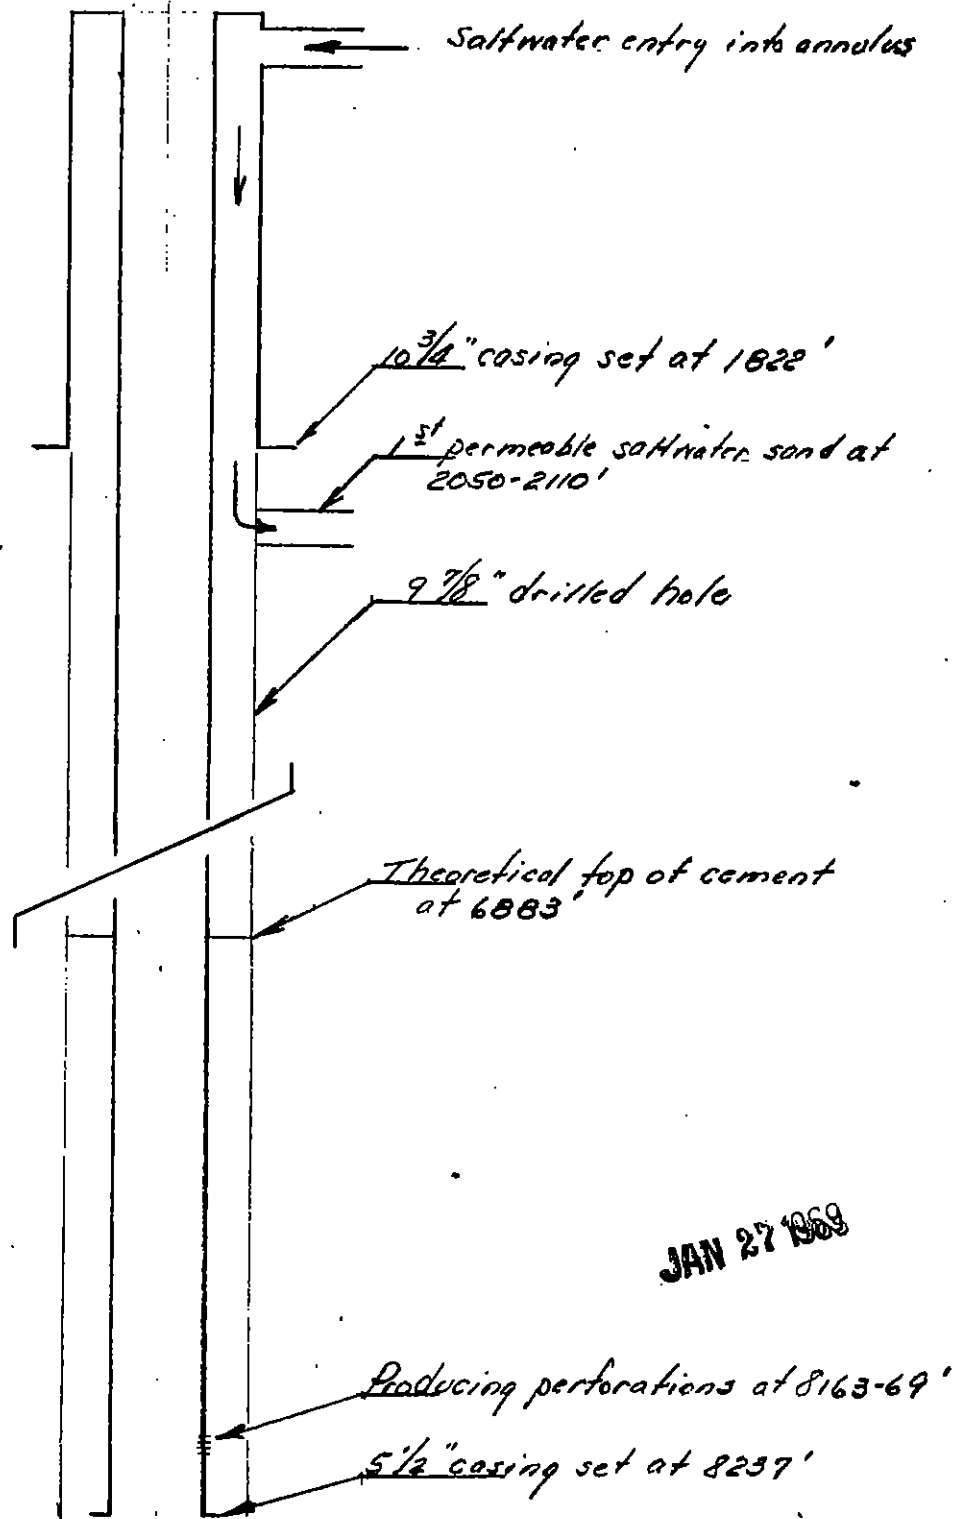 Saltwater entry into annulus
10 3/4" casing set at 1822'
1st permeable saltwater sand at
2050-2110'
9 7/8" drilled hole
Theoretical top of cement
at 6883'
JAN 27 1969
Producing perforations at 8163-69'
5 1/2" casing set at 8237'